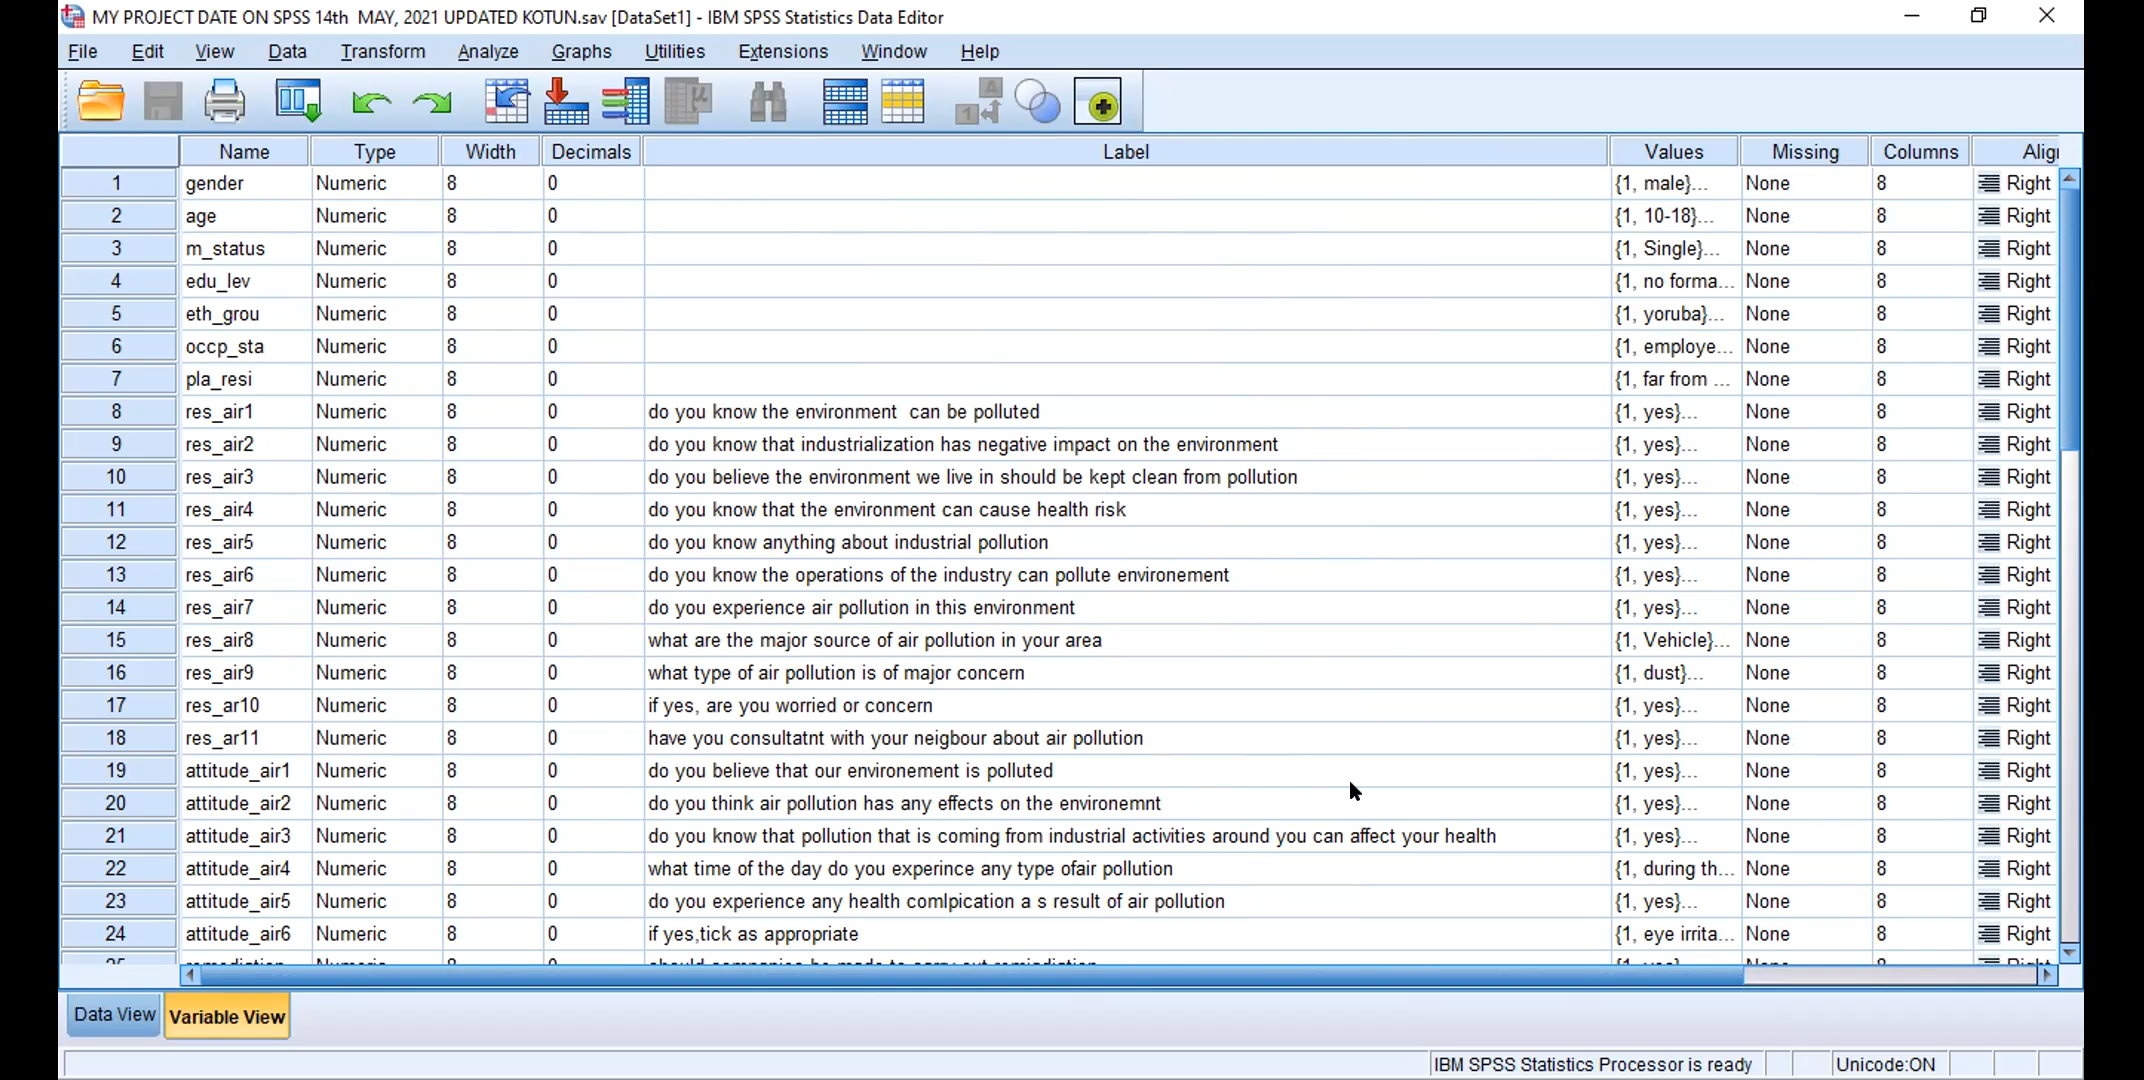 MY PROJECT DATE ON SPSS 14th  MAY, 2021 UPDATED KOTUN.sav [DataSet1] - IBM SPSS Statistics Data Editor
File Edit View Data Transform Analyze Graphs Utilities Extensions Window Help
Name Type Width Decimals Label Values Missing Columns Align
1 gender Numeric 8 0 {1, male}... None 8 Right
2 age Numeric 8 0 {1, 10-18}... None 8 Right
3 m_status Numeric 8 0 {1, Single}... None 8 Right
4 edu_lev Numeric 8 0 {1, no forma... None 8 Right
5 eth_grou Numeric 8 0 {1, yoruba}... None 8 Right
6 occp_sta Numeric 8 0 {1, employe... None 8 Right
7 pla_resi Numeric 8 0 {1, far from ... None 8 Right
8 res_air1 Numeric 8 0 do you know the environment  can be polluted {1, yes}... None 8 Right
9 res_air2 Numeric 8 0 do you know that industrialization has negative impact on the environment {1, yes}... None 8 Right
10 res_air3 Numeric 8 0 do you believe the environment we live in should be kept clean from pollution {1, yes}... None 8 Right
11 res_air4 Numeric 8 0 do you know that the environment can cause health risk {1, yes}... None 8 Right
12 res_air5 Numeric 8 0 do you know anything about industrial pollution {1, yes}... None 8 Right
13 res_air6 Numeric 8 0 do you know the operations of the industry can pollute environement {1, yes}... None 8 Right
14 res_air7 Numeric 8 0 do you experience air pollution in this environment {1, yes}... None 8 Right
15 res_air8 Numeric 8 0 what are the major source of air pollution in your area {1, Vehicle}... None 8 Right
16 res_air9 Numeric 8 0 what type of air pollution is of major concern {1, dust}... None 8 Right
17 res_ar10 Numeric 8 0 if yes, are you worried or concern {1, yes}... None 8 Right
18 res_ar11 Numeric 8 0 have you consultatnt with your neigbour about air pollution {1, yes}... None 8 Right
19 attitude_air1 Numeric 8 0 do you believe that our environement is polluted {1, yes}... None 8 Right
20 attitude_air2 Numeric 8 0 do you think air pollution has any effects on the environemnt {1, yes}... None 8 Right
21 attitude_air3 Numeric 8 0 do you know that pollution that is coming from industrial activities around you can affect your health {1, yes}... None 8 Right
22 attitude_air4 Numeric 8 0 what time of the day do you experince any type ofair pollution {1, during th... None 8 Right
23 attitude_air5 Numeric 8 0 do you experience any health comlpication a s result of air pollution {1, yes}... None 8 Right
24 attitude_air6 Numeric 8 0 if yes,tick as appropriate {1, eye irrita... None 8 Right
Data View Variable View
IBM SPSS Statistics Processor is ready Unicode:ON